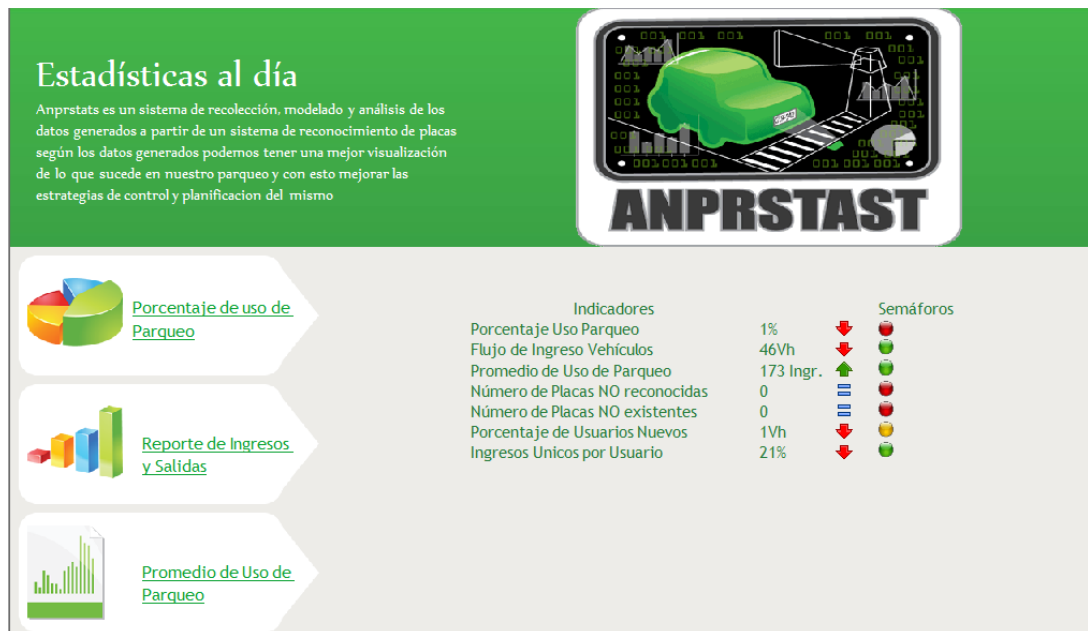 Estadísticas al día
Anprstats es un sistema de recolección, modelado y análisis de los
datos generados a partir de un sistema de reconocimiento de placas
según los datos generados podemos tener una mejor visualización
de lo que sucede en nuestro parqueo y con esto mejorar las
estrategias de control y planificacion del mismo
ANPRSTAST
Porcentaje de uso de
Parqueo
Reporte de Ingresos
y Salidas
Promedio de Uso de
Parqueo
Indicadores Semáforos
Porcentaje Uso Parqueo 1%
Flujo de Ingreso Vehículos 46Vh
Promedio de Uso de Parqueo 173 Ingr.
Número de Placas NO reconocidas 0
Número de Placas NO existentes 0
Porcentaje de Usuarios Nuevos 1Vh
Ingresos Unicos por Usuario 21%